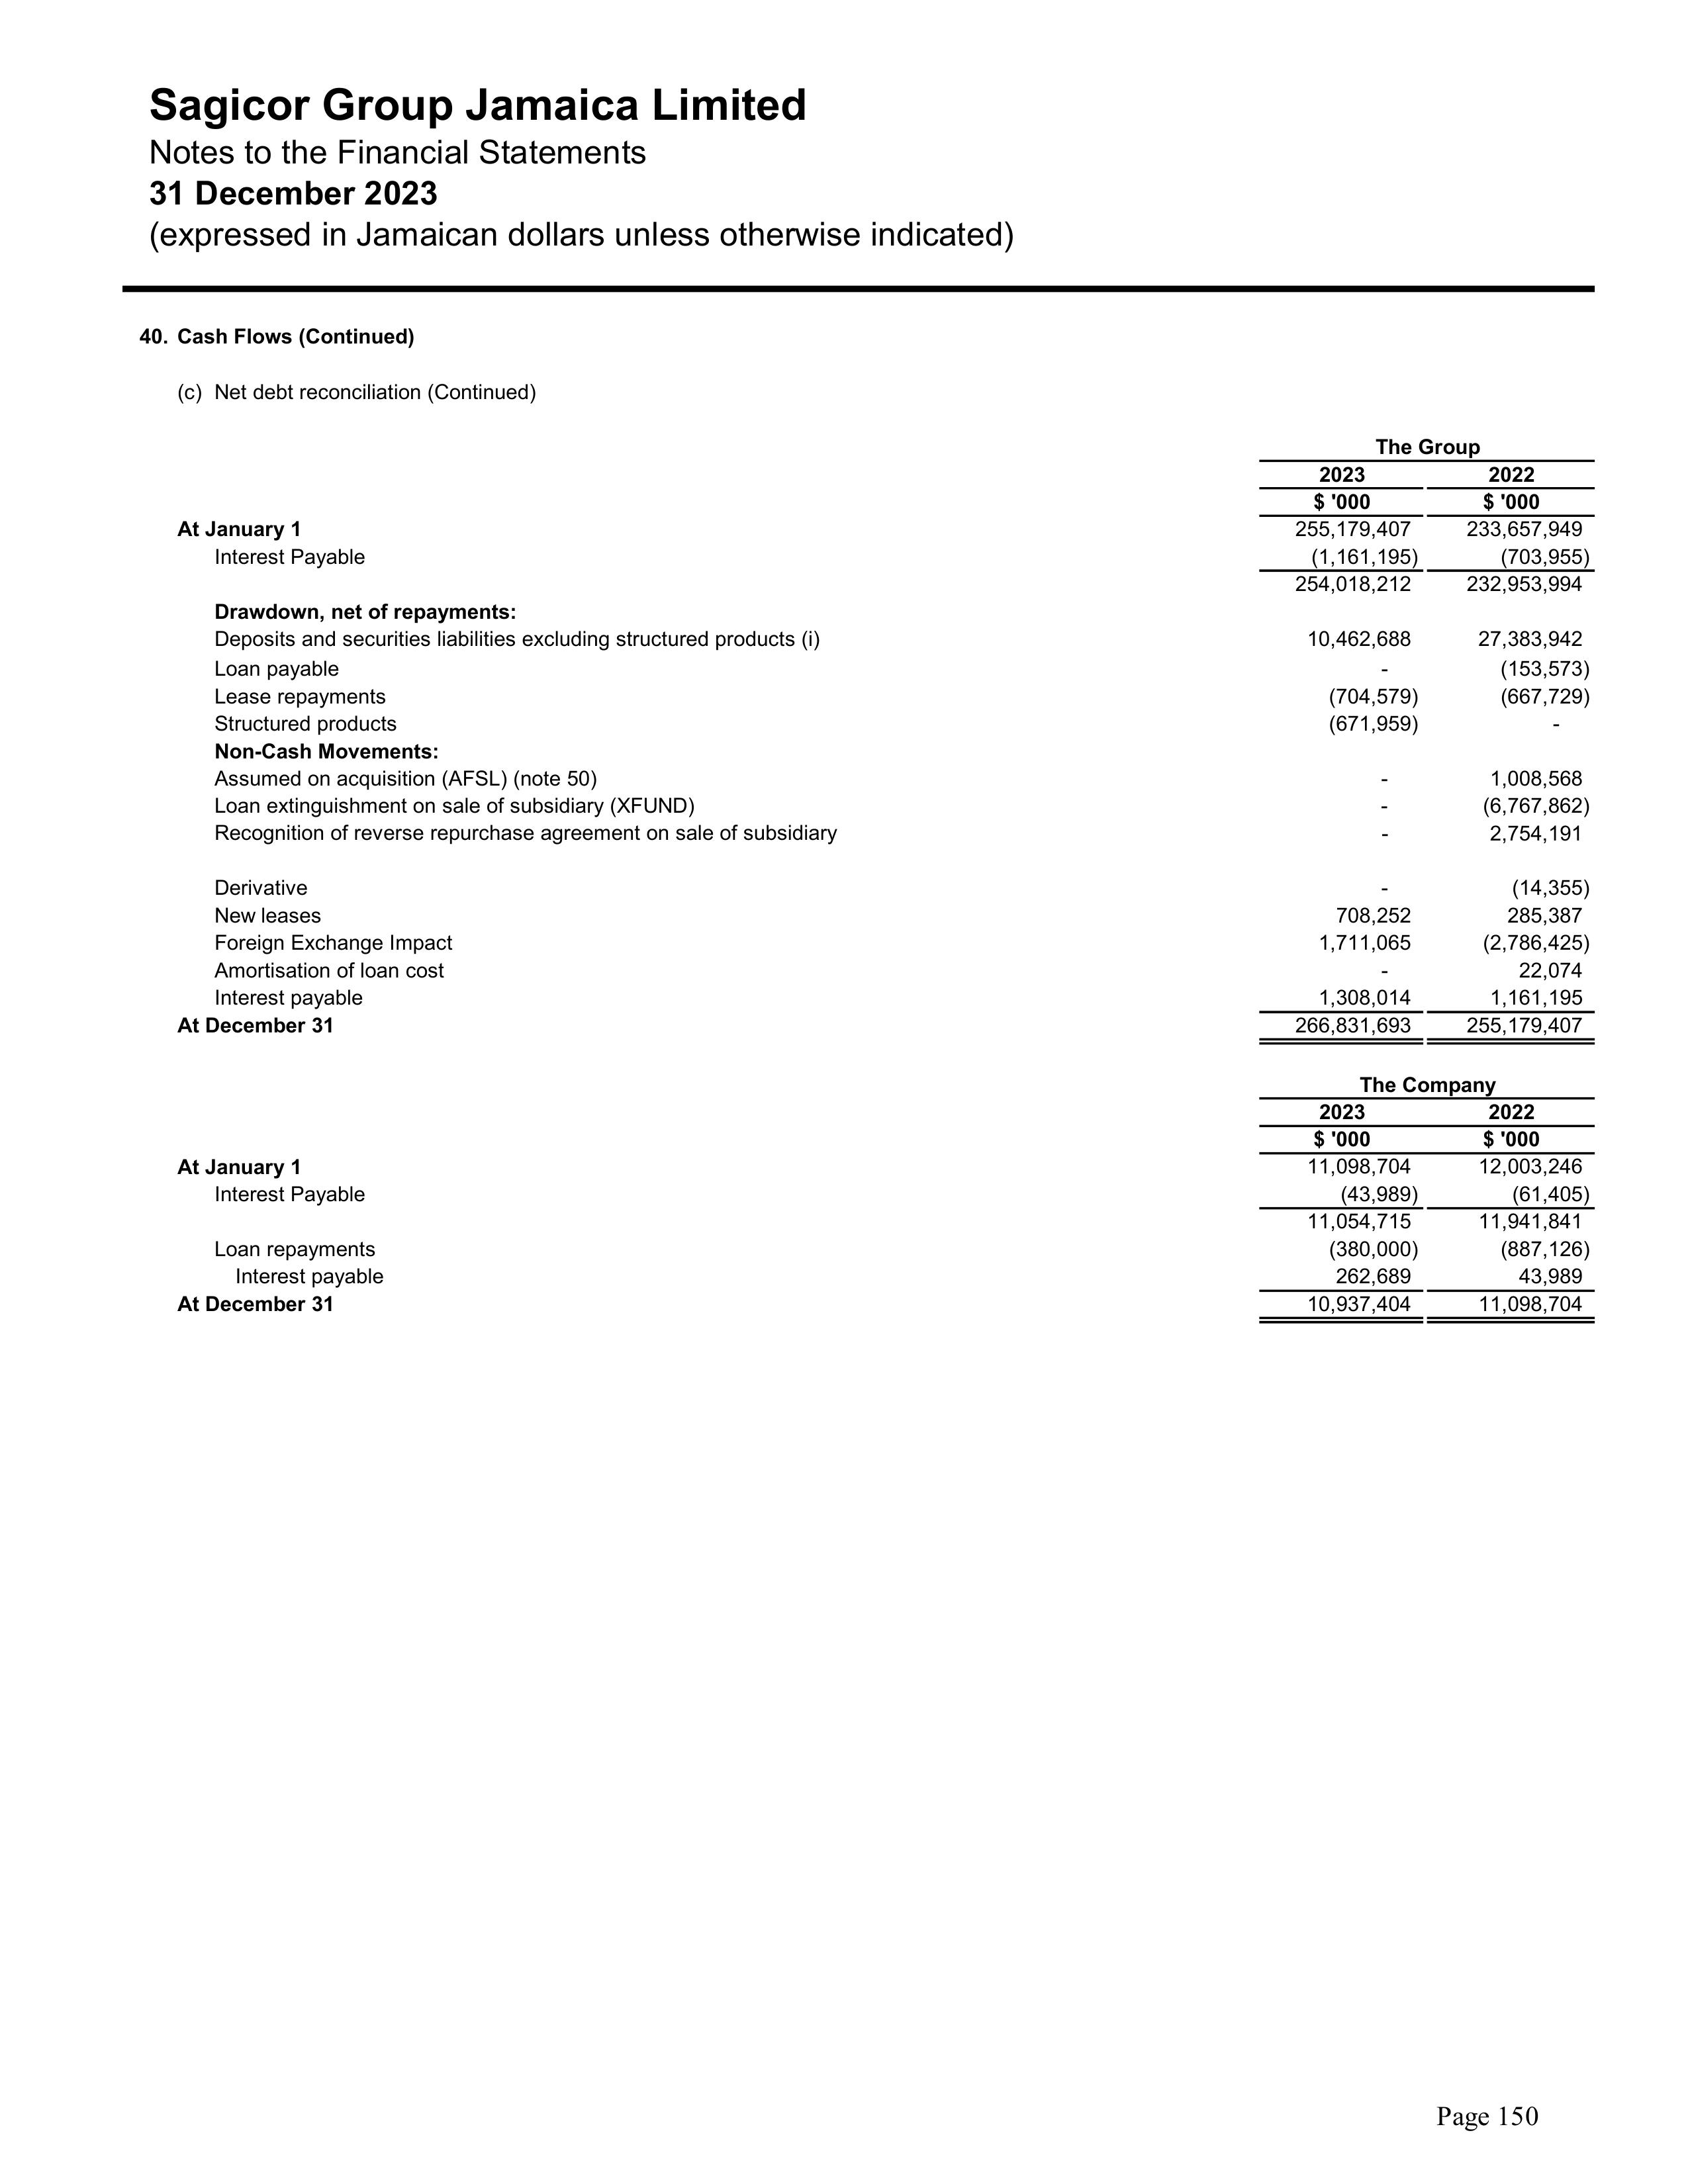 Sagicor Group Jamaica Limited
Notes to the Financial Statements
31 December 2023
(expressed in Jamaican dollars unless otherwise indicated)
40. Cash Flows (Continued)
(c) Net debt reconciliation (Continued)
The Group
2023 2022
$ '000 $ '000
At January 1 255,179,407 233,657,949
Interest Payable (1,161,195) (703,955)
254,018,212 232,953,994
Drawdown, net of repayments:
Deposits and securities liabilities excluding structured products (i) 10,462,688 27,383,942
Loan payable - (153,573)
Lease repayments (704,579) (667,729)
Structured products (671,959) -
Non-Cash Movements:
Assumed on acquisition (AFSL) (note 50) - 1,008,568
Loan extinguishment on sale of subsidiary (XFUND) - (6,767,862)
Recognition of reverse repurchase agreement on sale of subsidiary - 2,754,191
Derivative - (14,355)
New leases 708,252 285,387
Foreign Exchange Impact 1,711,065 (2,786,425)
Amortisation of loan cost - 22,074
Interest payable 1,308,014 1,161,195
At December 31 266,831,693 255,179,407
The Company
2023 2022
$ '000 $ '000
At January 1 11,098,704 12,003,246
Interest Payable (43,989) (61,405)
11,054,715 11,941,841
Loan repayments (380,000) (887,126)
Interest payable 262,689 43,989
At December 31 10,937,404 11,098,704
Page 150